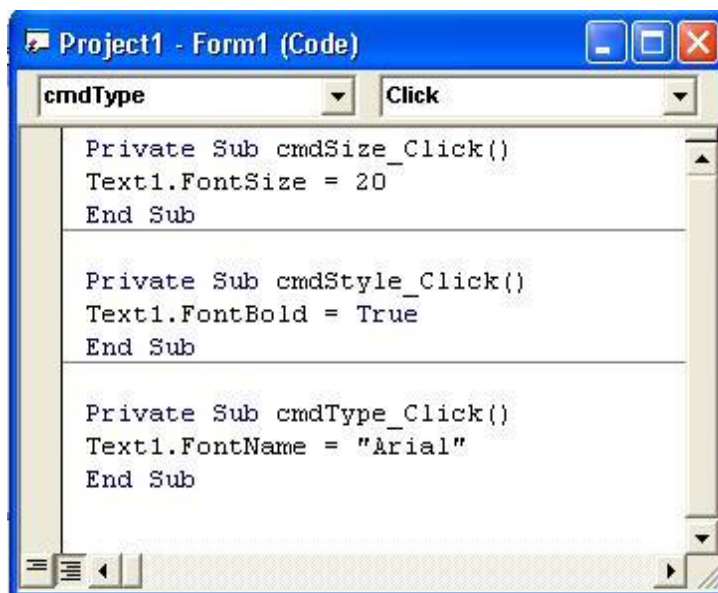 Project1 - Form1 (Code)
cmdType Click
Private Sub cmdSize_Click()
Text1.FontSize = 20
End Sub
Private Sub cmdStyle_Click()
Text1.FontBold = True
End Sub
Private Sub cmdType_Click()
Text1.FontName = "Arial"
End Sub